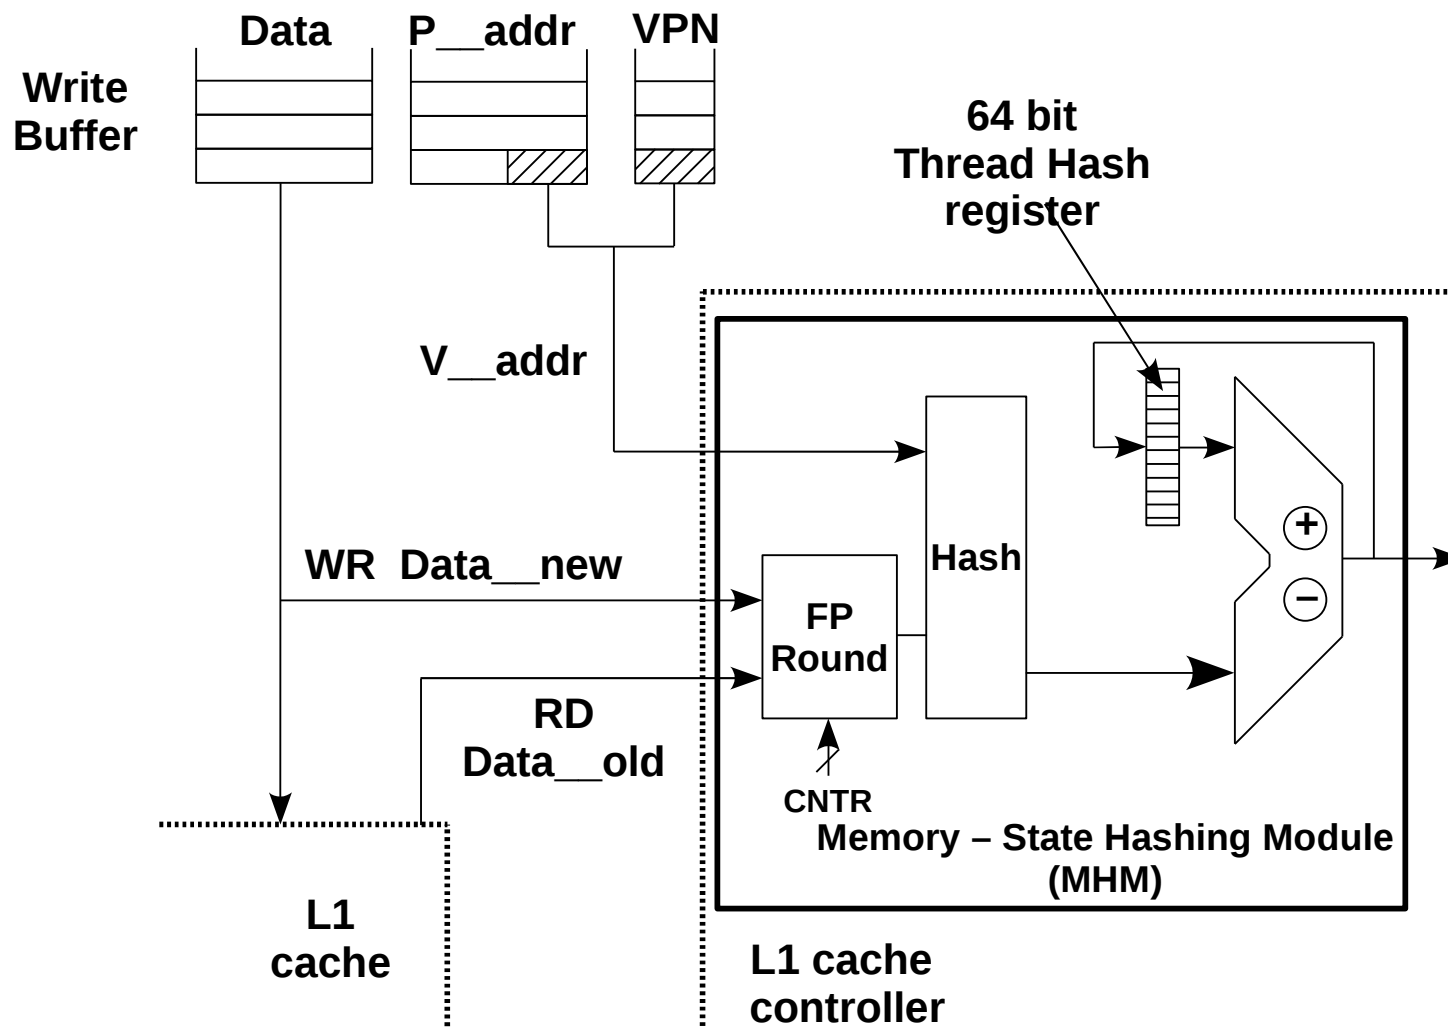 Data
P__addr
VPN
Write
Buffer
64 bit
Thread Hash
register
V__addr
WR Data__new
Hash
+
−
FP
Round
RD
Data__old
CNTR
Memory – State Hashing Module
(MHM)
L1
cache
L1 cache
controller